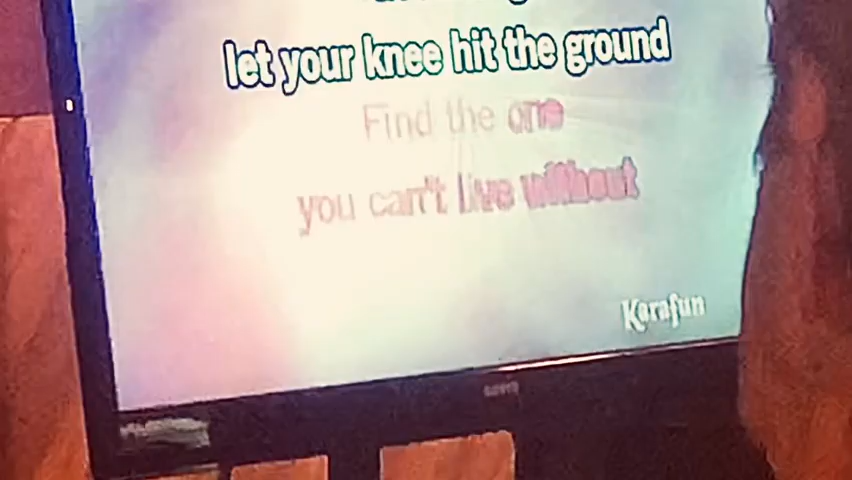 let your knee hit the ground
Find the one
you can't live without
Karafun